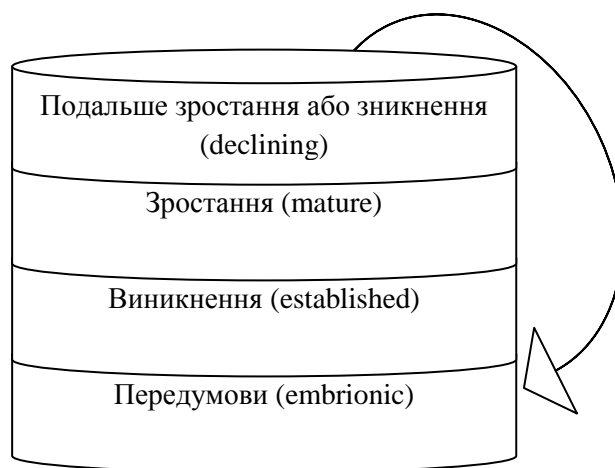 Подальше зростання або зникнення
(declining)
Зростання (mature)
Виникнення (established)
Передумови (embrionic)